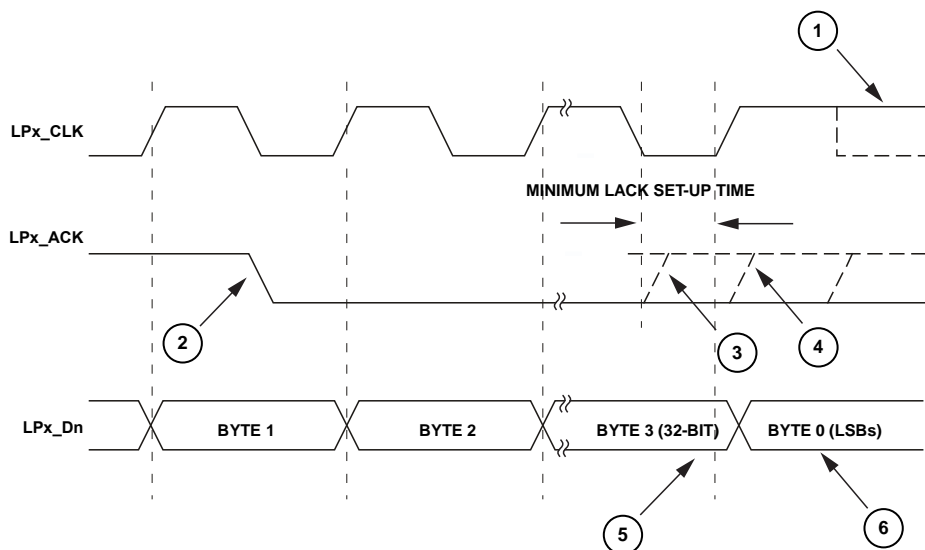 1
LPx_CLK
MINIMUM LACK SET-UP TIME
LPx_ACK
2
3
4
LPx_Dn
BYTE 1
BYTE 2
BYTE 3 (32-BIT)
BYTE 0 (LSBs)
5
6